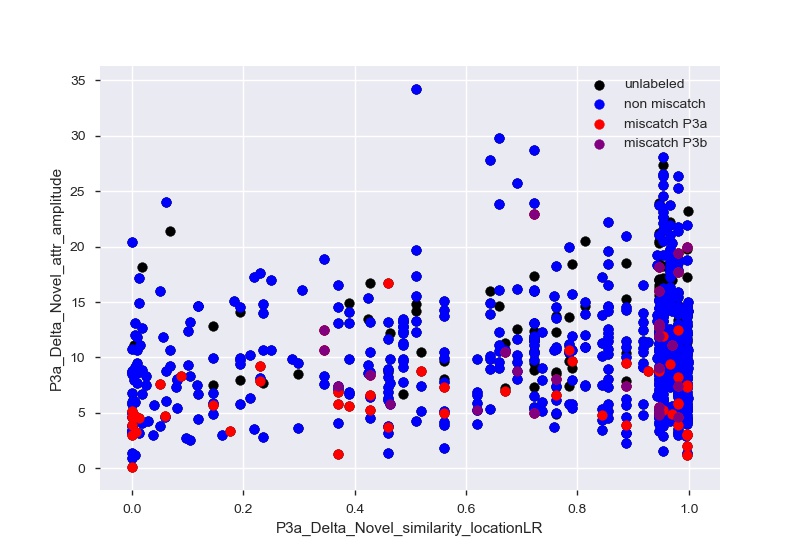 35
30
25
20
15
10
5
0
P3a_Delta_Novel_attr_amplitude
unlabeled
non miscatch
miscatch P3a
miscatch P3b
0.0 0.2 0.4 0.6 0.8 1.0
P3a_Delta_Novel_similarity_locationLR